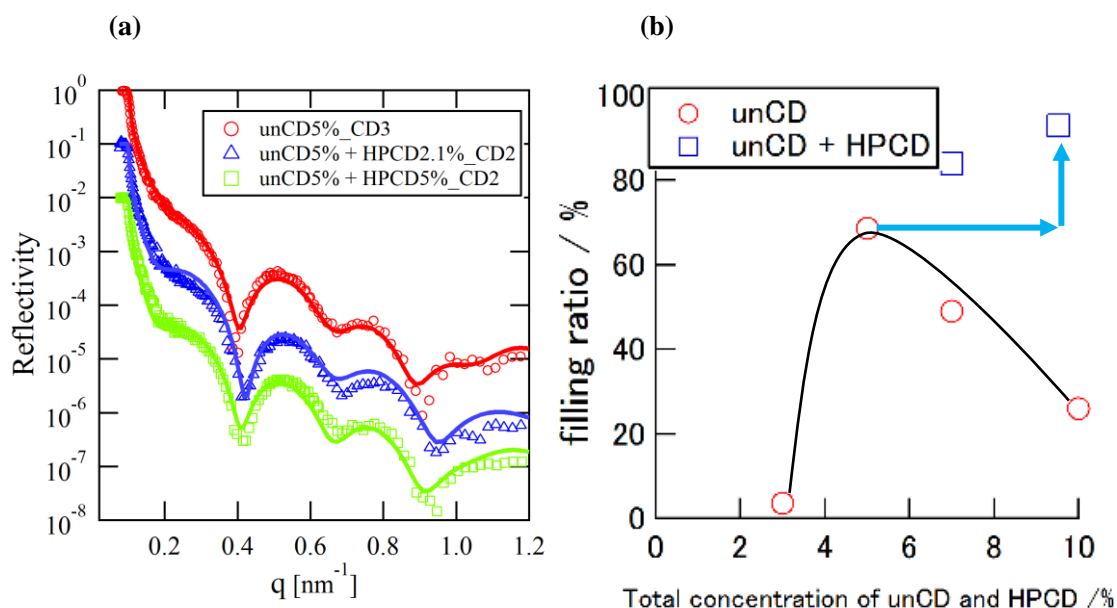 (a)
10^0
10^-1
10^-2
10^-3
10^-4
10^-5
10^-6
10^-7
10^-8
Reflectivity
unCD5%_CD3
unCD5% + HPCD2.1%_CD2
unCD5% + HPCD5%_CD2
0.2 0.4 0.6 0.8 1.0 1.2
q [nm^-1]
(b)
100
80
60
40
20
0
filling ratio / %
unCD
unCD + HPCD
0 2 4 6 8 10
Total concentration of unCD and HPCD /%